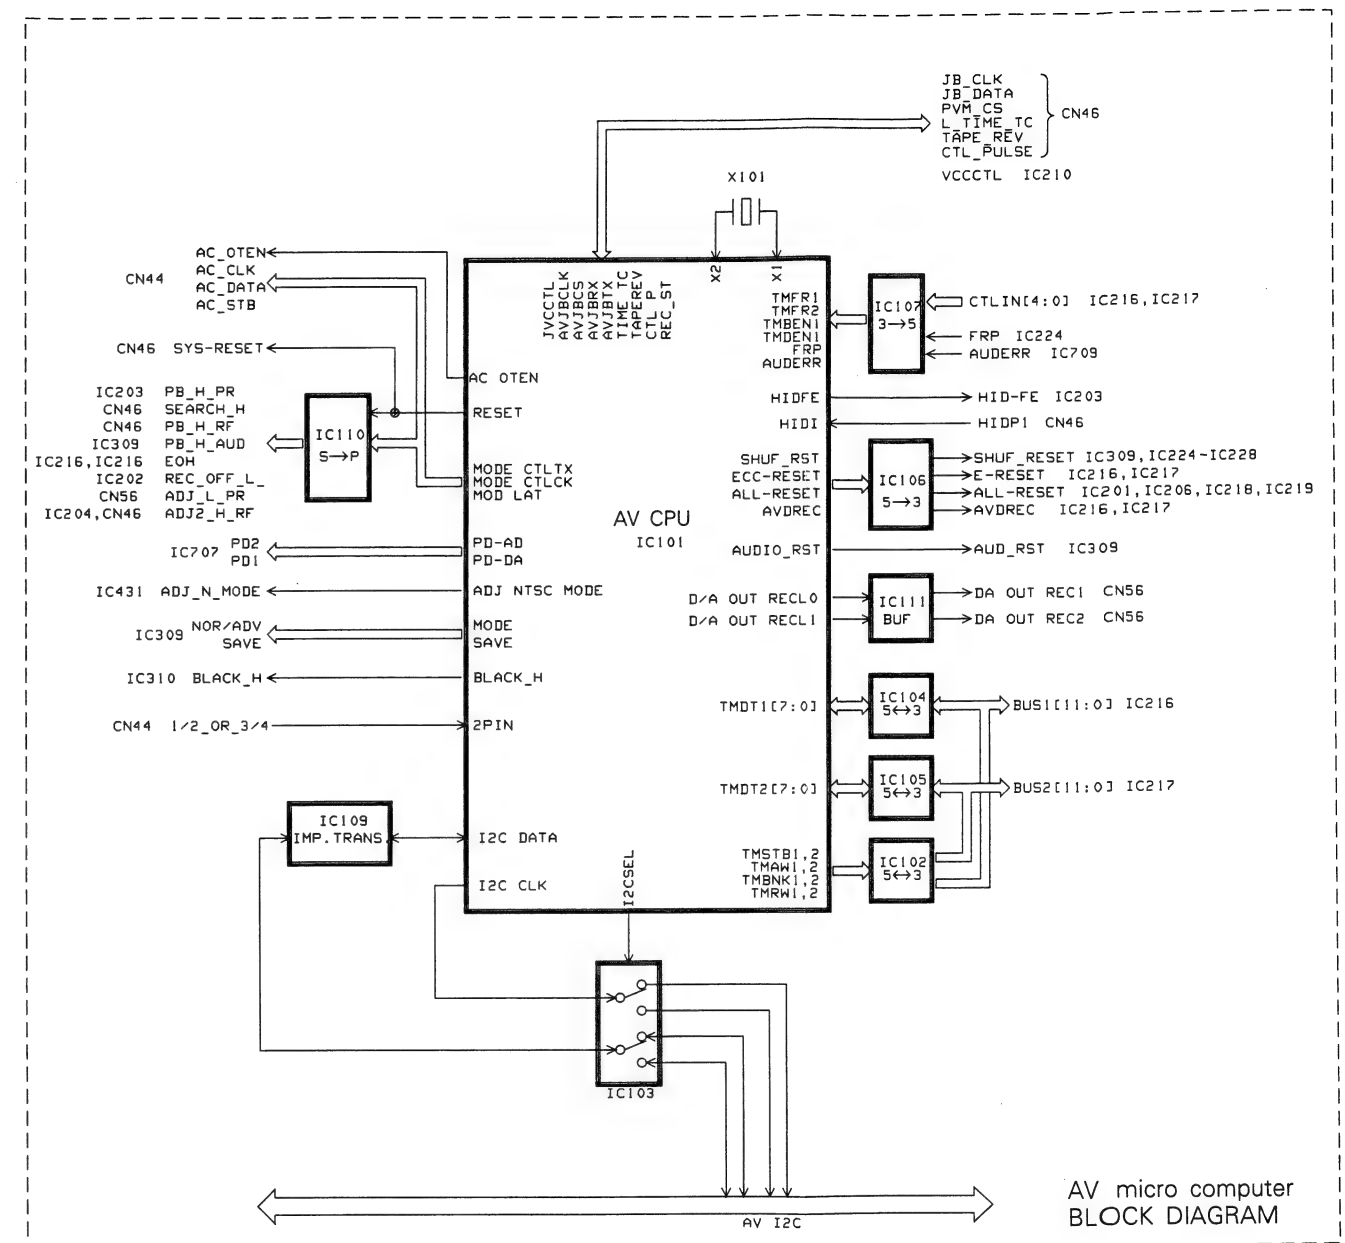 JB_CLK
JB_DATA
PVM_CS
L_TIME_TC
TAPE_REV
CTL_PULSE
CN46
VCCCTL IC210
X101
X2
X1
AC_OTEN
CN44
AC_CLK
AC_DATA
AC_STB
CN46 SYS-RESET
IC203 PB_H_PR
CN46 SEARCH_H
CN46 PB_H_RF
IC309 PB_H_AUD
IC216,IC216 EOH
IC202 REC_OFF_L_
CN56 ADJ_L_PR
IC204,CN46 ADJ2_H_RF
IC110
S→P
IC707 PD2
PD1
IC431 ADJ_N_MODE
IC309 NOR/ADV
SAVE
IC310 BLACK_H
CN44 1/2_OR_3/4
JVCCTL
AVJBCLK
AVJBCS
AVJBRX
AVJBTX
TIME TC
TAPEREV
CTL P
REC_ST
AC OTEN
RESET
MODE CTLTX
MODE CTLCK
MOD LAT
PD-AD
PD-DA
ADJ NTSC MODE
MODE
SAVE
BLACK_H
2PIN
I2C DATA
I2C CLK
I2CSEL
AV CPU
IC101
TMFR1
TMFR2
TMBEN1
TMDEN1
FRP
AUDERR
HIDFE
HIDI
SHUF_RST
ECC-RESET
ALL-RESET
AVDREC
AUDIO_RST
D/A OUT RECL0
D/A OUT RECL1
TMDT1[7:0]
TMDT2[7:0]
TMSTB1,2
TMAW1,2
TMBNK1,2
TMRW1,2
IC107
3→5
CTLIN[4:0] IC216,IC217
FRP IC224
AUDERR IC709
HID-FE IC203
HIDP1 CN46
IC106
5→3
SHUF_RESET IC309,IC224-IC228
E-RESET IC216,IC217
ALL-RESET IC201,IC206,IC218,IC219
AVDREC IC216,IC217
AUD_RST IC309
IC111
BUF
DA OUT REC1 CN56
DA OUT REC2 CN56
IC104
5↔3
BUS1[11:0] IC216
IC105
5↔3
BUS2[11:0] IC217
IC102
5↔3
IC109
IMP.TRANS.
IC103
AV I2C
AV micro computer
BLOCK DIAGRAM